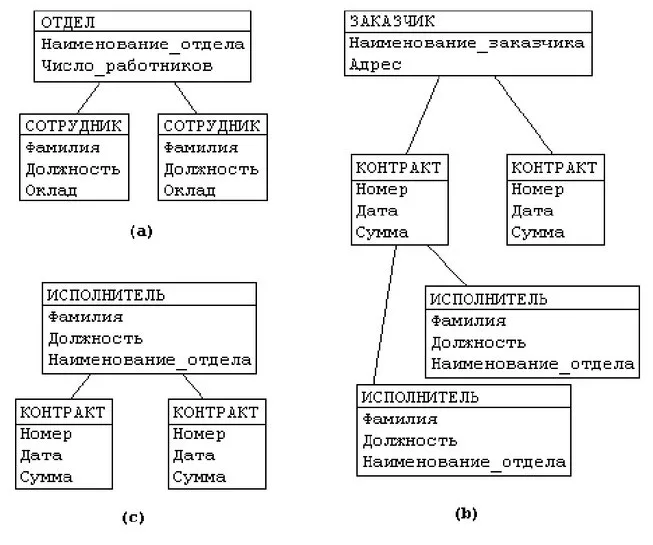 ОТДЕЛ
Наименование_отдела
Число_работников
СОТРУДНИК
Фамилия
Должность
Оклад
СОТРУДНИК
Фамилия
Должность
Оклад
(a)
ЗАКАЗЧИК
Наименование_заказчика
Адрес
КОНТРАКТ
Номер
Дата
Сумма
КОНТРАКТ
Номер
Дата
Сумма
ИСПОЛНИТЕЛЬ
Фамилия
Должность
Наименование_отдела
ИСПОЛНИТЕЛЬ
Фамилия
Должность
Наименование_отдела
(b)
ИСПОЛНИТЕЛЬ
Фамилия
Должность
Наименование_отдела
КОНТРАКТ
Номер
Дата
Сумма
КОНТРАКТ
Номер
Дата
Сумма
(c)